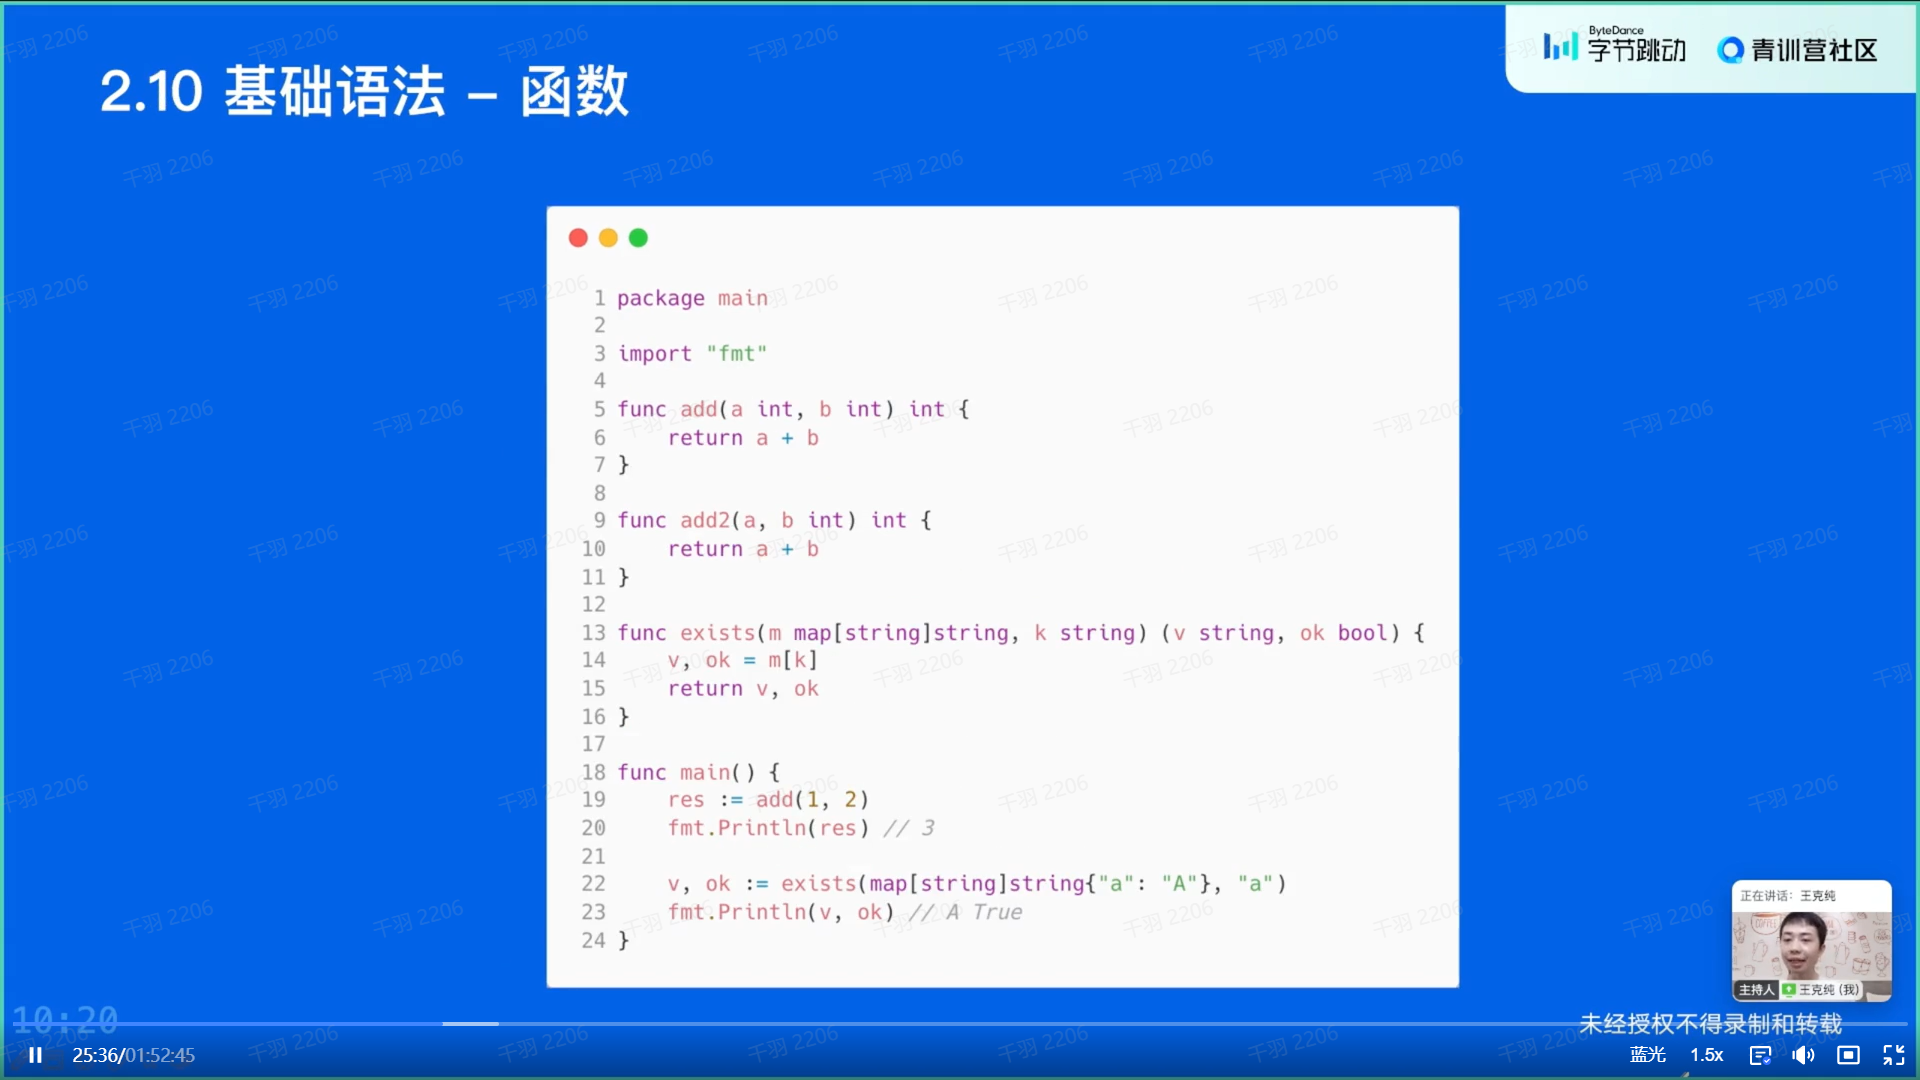 2.10 基础语法 – 函数
ByteDance
字节跳动
青训营社区
1 package main
2
3 import "fmt"
4
5 func add(a int, b int) int {
6     return a + b
7 }
8
9 func add2(a, b int) int {
10     return a + b
11 }
12
13 func exists(m map[string]string, k string) (v string, ok bool) {
14     v, ok = m[k]
15     return v, ok
16 }
17
18 func main() {
19     res := add(1, 2)
20     fmt.Println(res) // 3
21
22     v, ok := exists(map[string]string{"a": "A"}, "a")
23     fmt.Println(v, ok) // A True
24 }
千羽 2206
正在讲话: 王克纯
主持人 王克纯 (我)
10:20
未经授权不得录制和转载
25:36/01:52:45
蓝光 1.5x